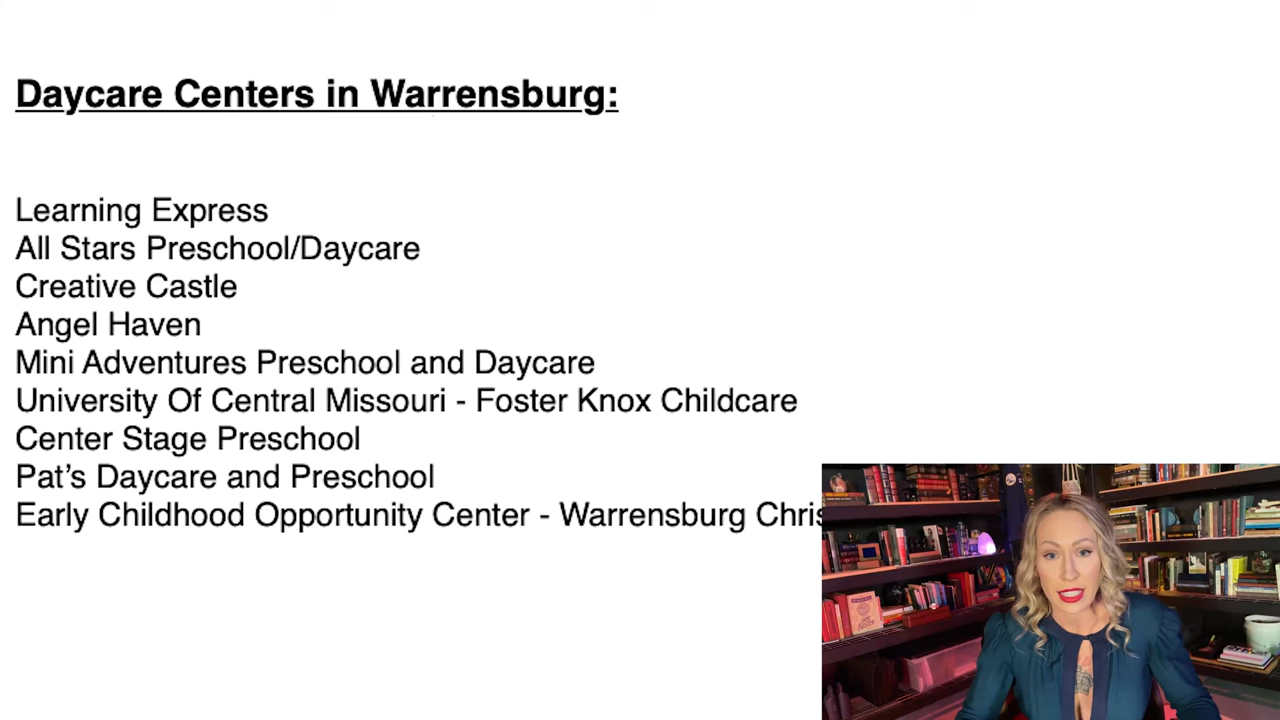 Daycare Centers in Warrensburg:
Learning Express
All Stars Preschool/Daycare
Creative Castle
Angel Haven
Mini Adventures Preschool and Daycare
University Of Central Missouri - Foster Knox Childcare
Center Stage Preschool
Pat's Daycare and Preschool
Early Childhood Opportunity Center - Warrensburg Chris